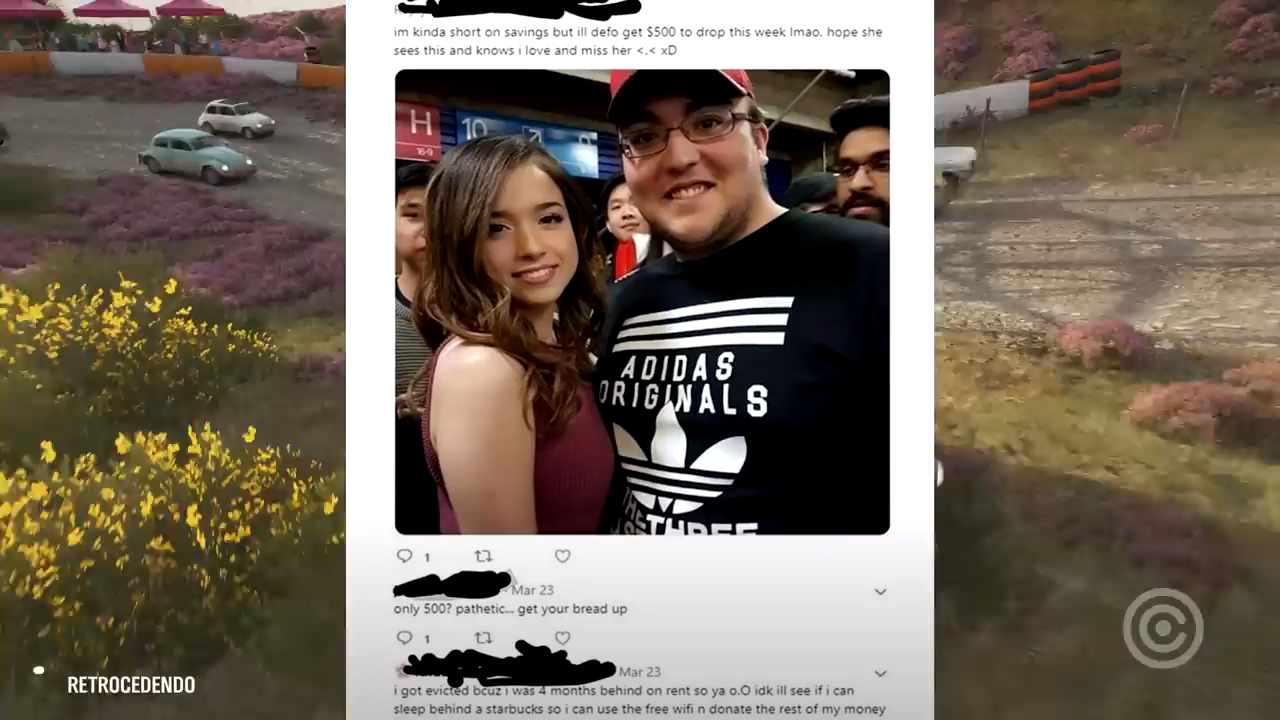 im kinda short on savings but ill defo get $500 to drop this week lmao. hope she
sees this and knows i love and miss her <.< xD
H
16-9
10
ADIDAS
ORIGINALS
THREE
1
Mar 23
only 500? pathetic... get your bread up
1
Mar 23
i got evicted bcuz i was 4 months behind on rent so ya o.O idk ill see if i can
sleep behind a starbucks so i can use the free wifi n donate the rest of my money
RETROCEDENDO
©